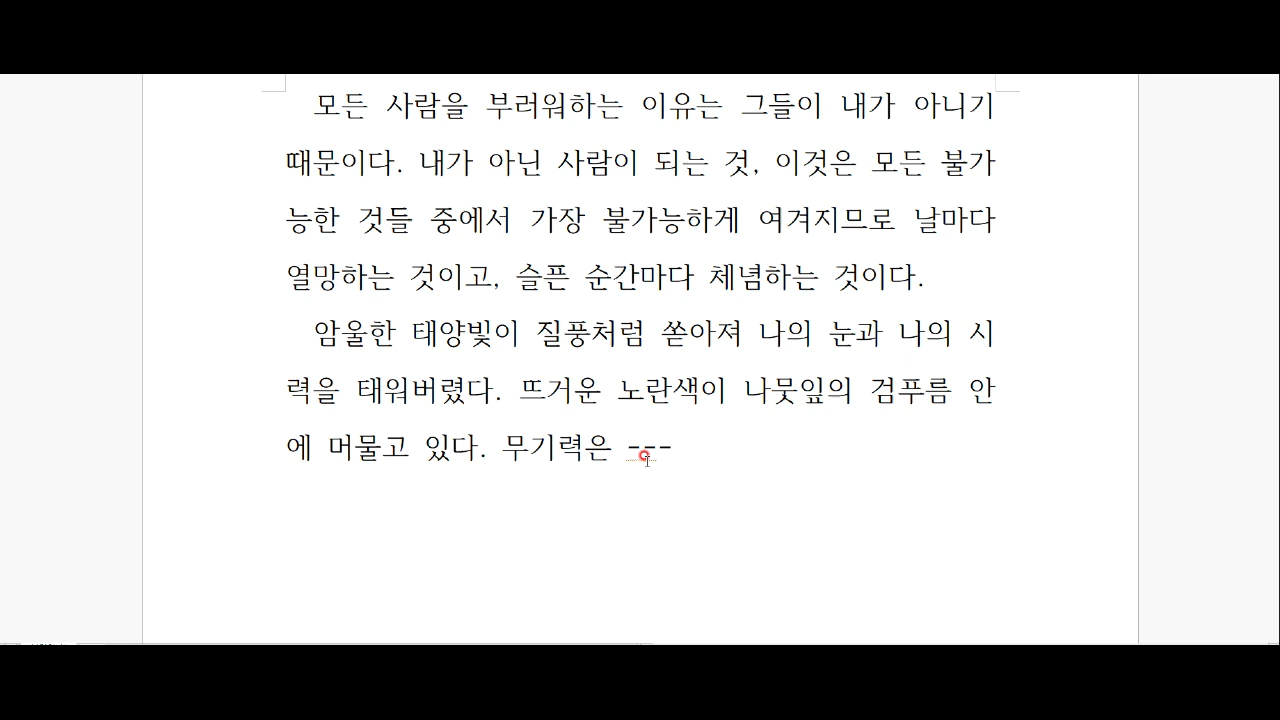 모든 사람을 부러워하는 이유는 그들이 내가 아니기
때문이다. 내가 아닌 사람이 되는 것, 이것은 모든 불가
능한 것들 중에서 가장 불가능하게 여겨지므로 날마다
열망하는 것이고, 슬픈 순간마다 체념하는 것이다.
암울한 태양빛이 질풍처럼 쏟아져 나의 눈과 나의 시
력을 태워버렸다. 뜨거운 노란색이 나뭇잎의 검푸름 안
에 머물고 있다. 무기력은 ---